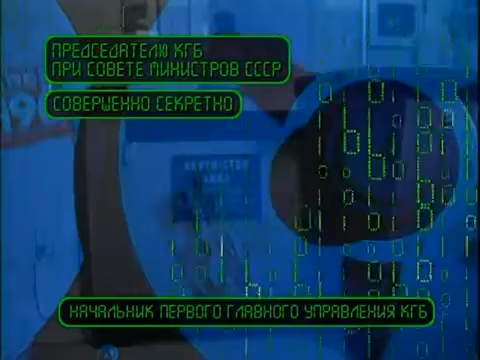 ПРЕДСЕДАТЕЛЮ КГБ
ПРИ СОВЕТЕ МИНИСТРОВ СССР
СОВЕРШЕННО СЕКРЕТНО
НАЧАЛЬНИК ПЕРВОГО ГЛАВНОГО УПРАВЛЕНИЯ КГБ